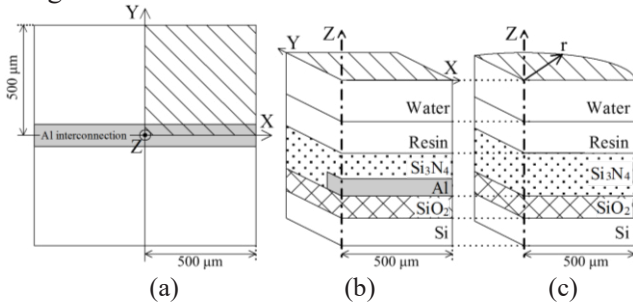 Y
500 μm
Al interconnection
X
Z
500 μm
(a)
Z
Y
X
Water
Resin
Si3N4
Al
SiO2
Si
500 μm
(b)
Z
r
Water
Resin
Si3N4
SiO2
Si
500 μm
(c)